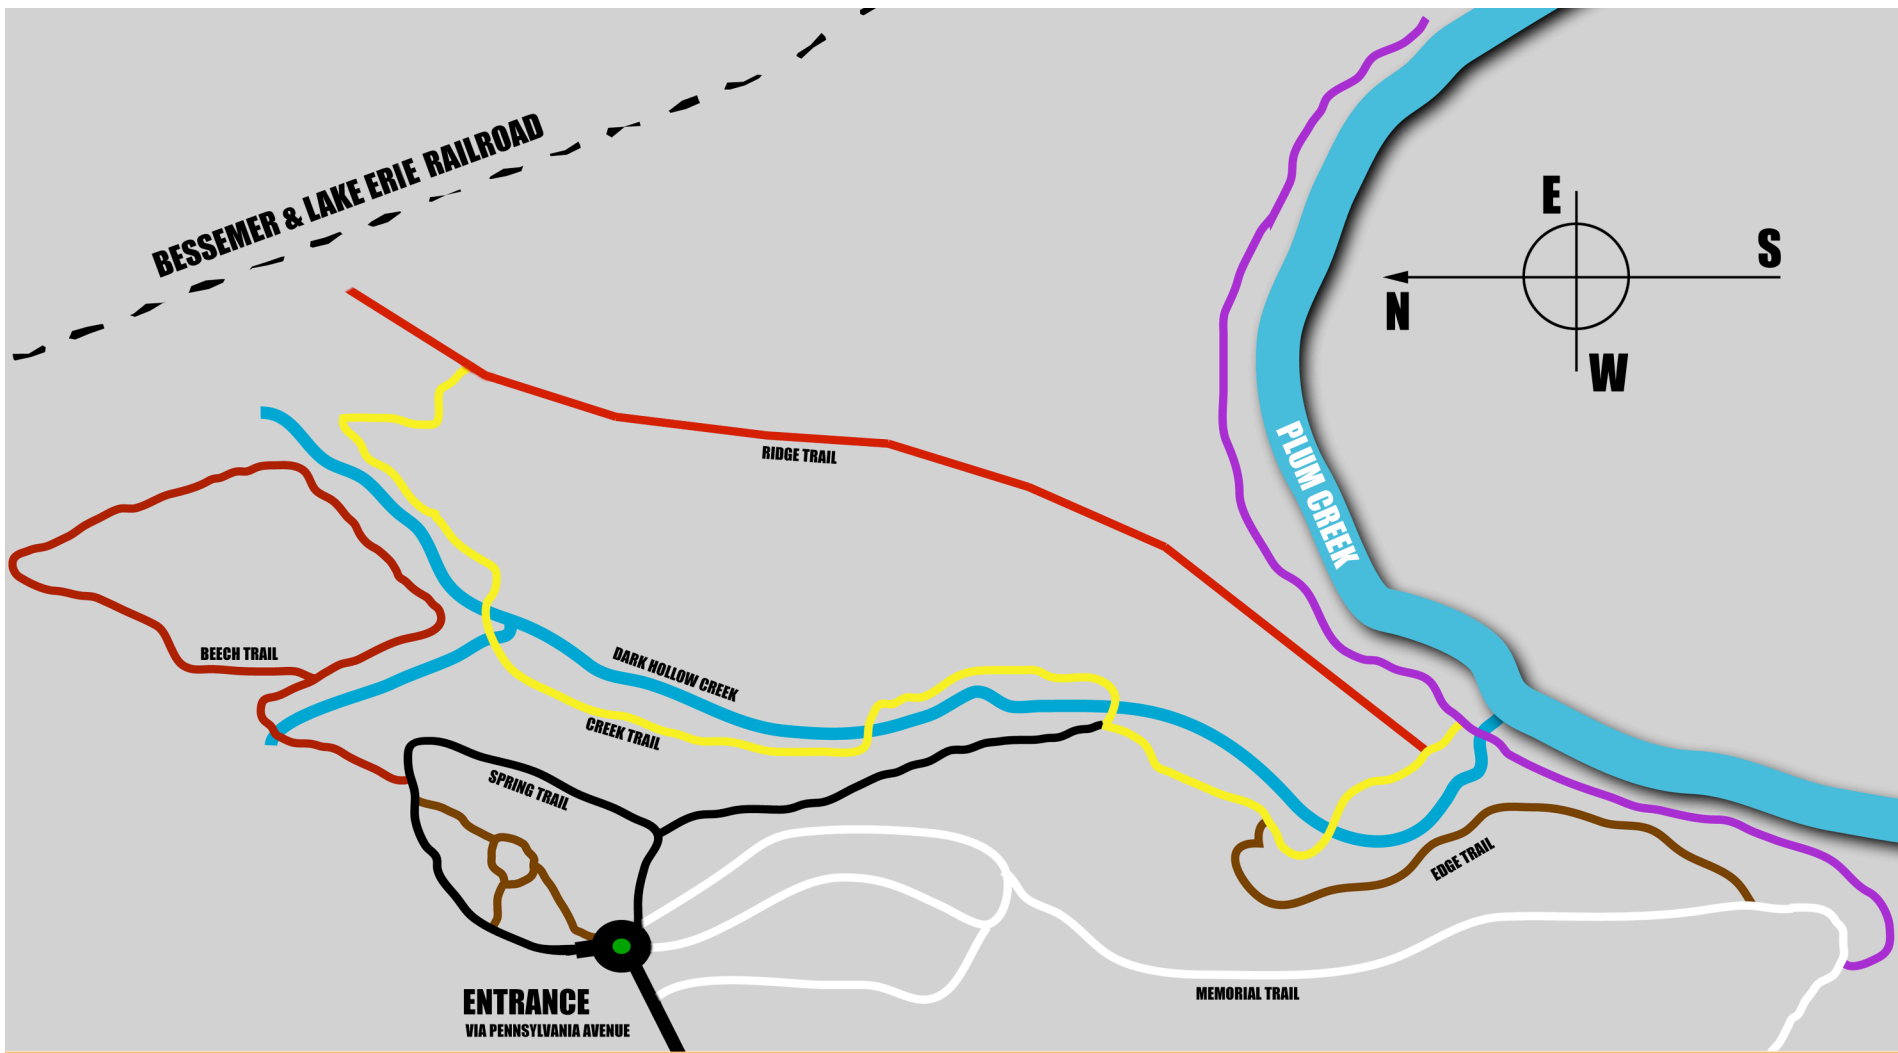 BESSEMER & LAKE ERIE RAILROAD
E
S
N
W
RIDGE TRAIL
PLUM CREEK
BEECH TRAIL
DARK HOLLOW CREEK
CREEK TRAIL
SPRING TRAIL
EDGE TRAIL
MEMORIAL TRAIL
ENTRANCE
VIA PENNSYLVANIA AVENUE